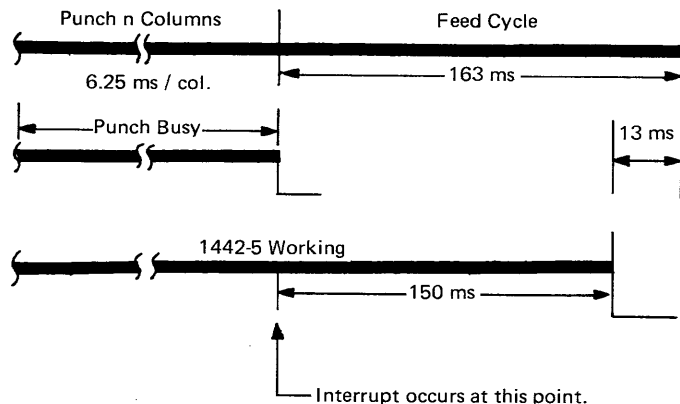 Punch n Columns
Feed Cycle
6.25 ms / col.
163 ms
Punch Busy
13 ms
1442-5 Working
150 ms
Interrupt occurs at this point.